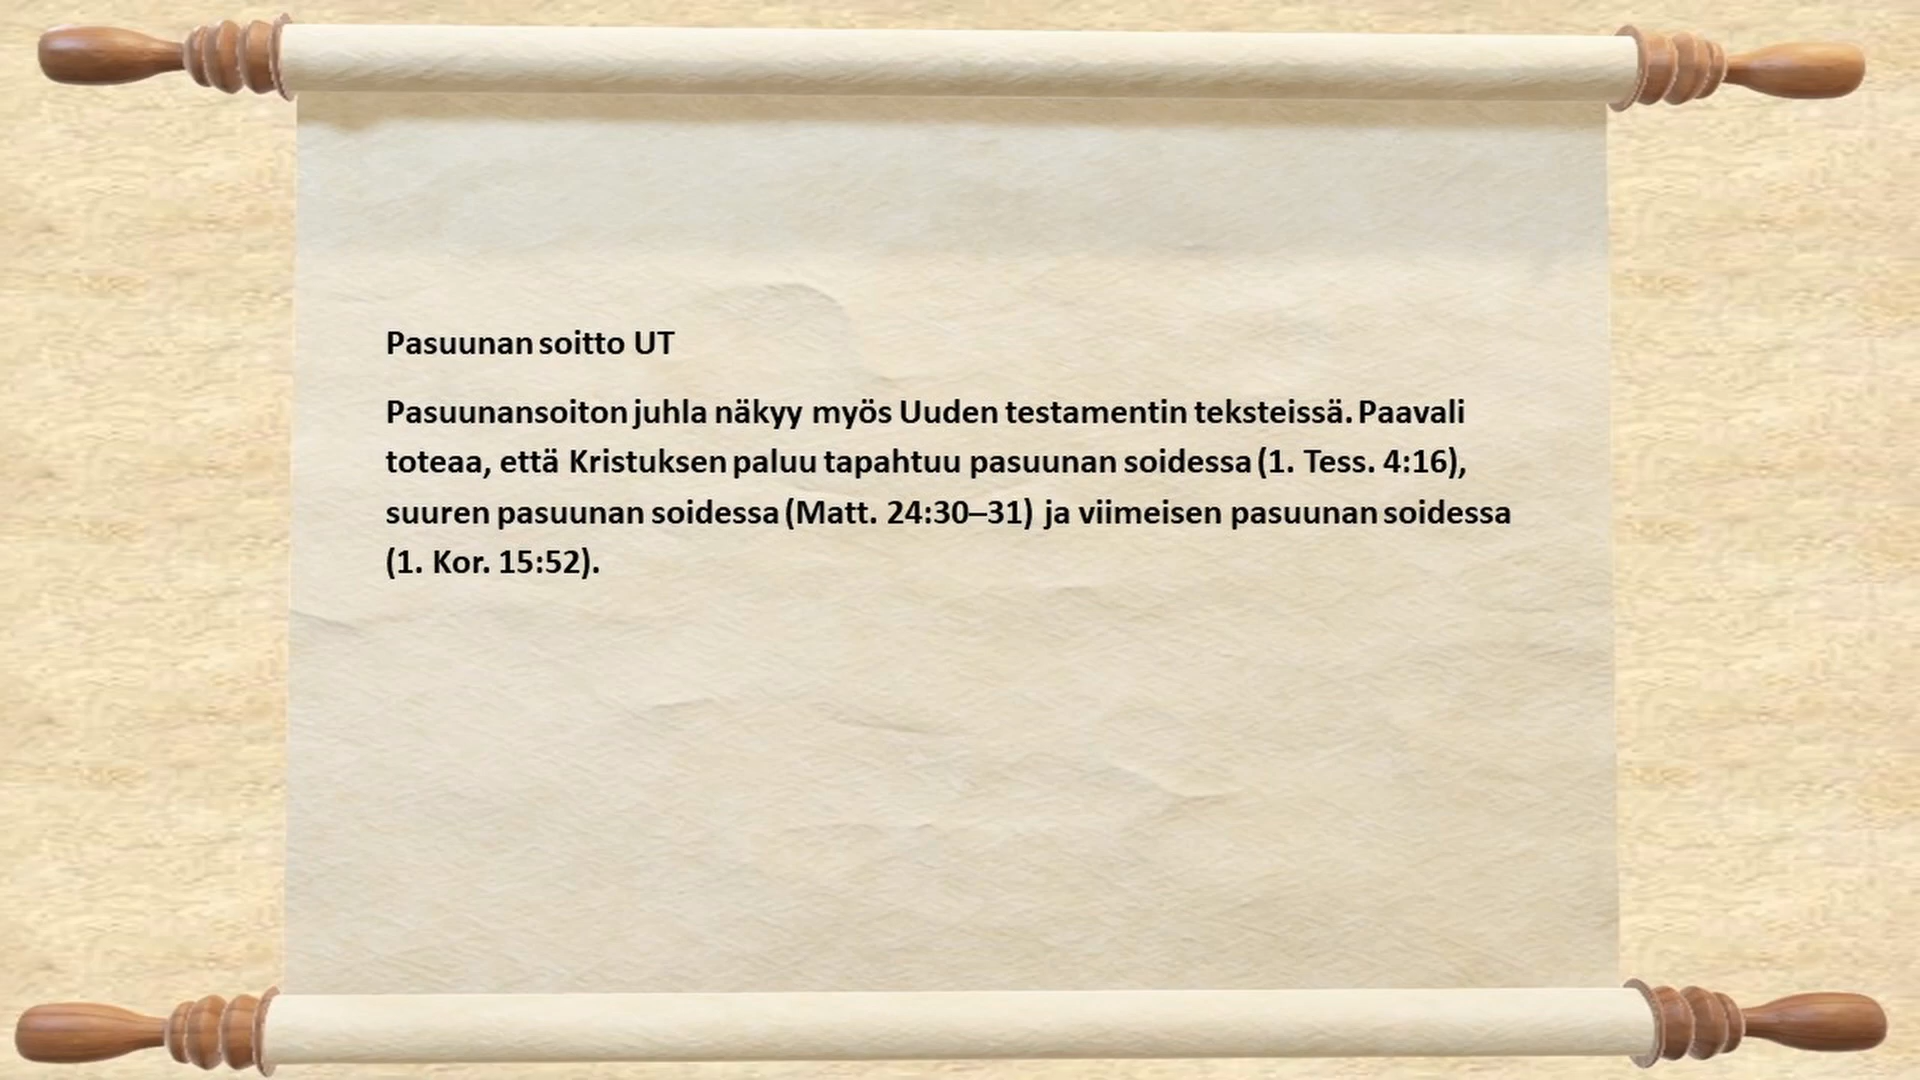 Pasuunan soitto UT
Pasuunansoiton juhla näkyy myös Uuden testamentin teksteissä. Paavali
toteaa, että Kristuksen paluu tapahtuu pasuunan soidessa (1. Tess. 4:16),
suuren pasuunan soidessa (Matt. 24:30–31) ja viimeisen pasuunan soidessa
(1. Kor. 15:52).